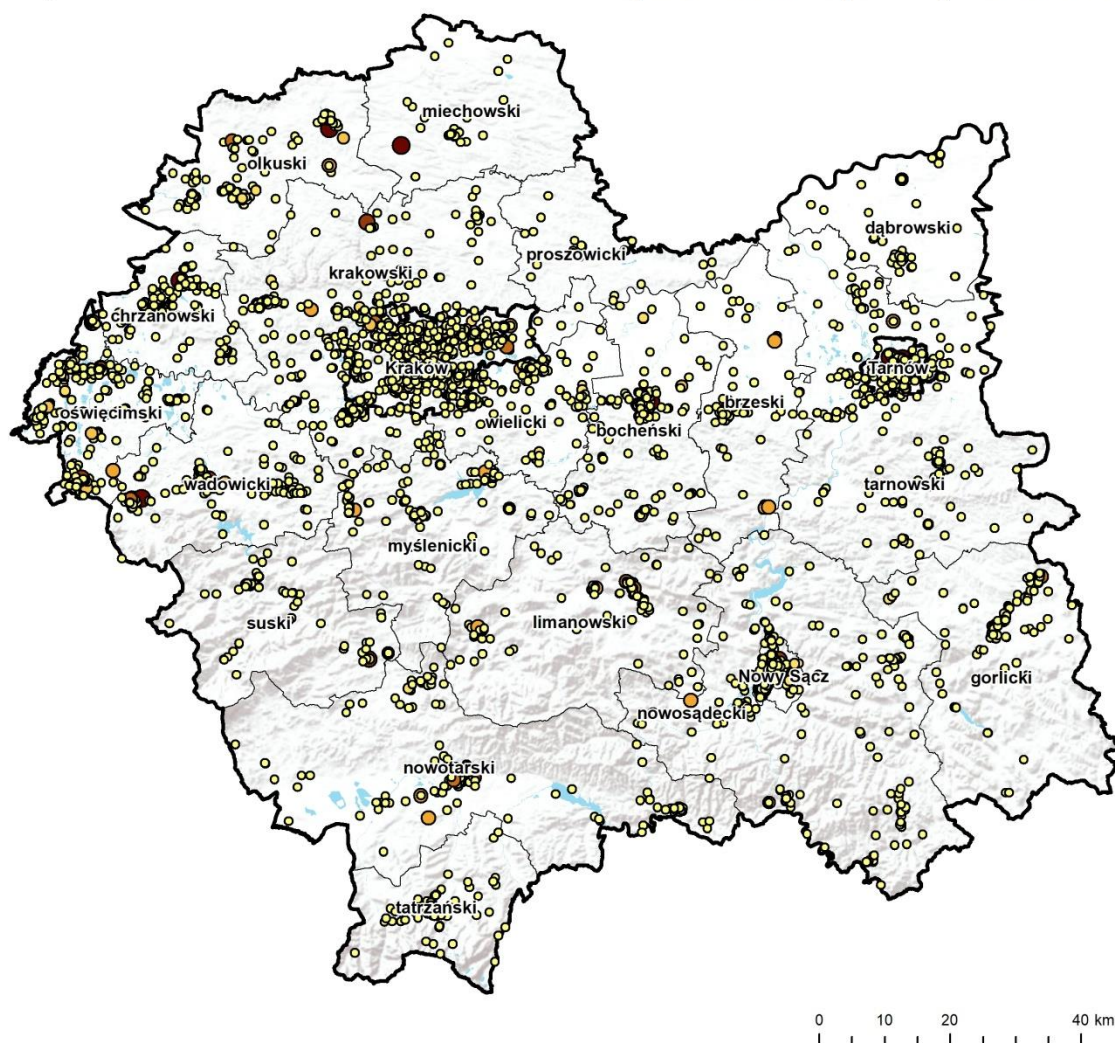 miechowski
olkuski
dąbrowski
proszowicki
krakowski
chrzanowski
Kraków
Tarnów
oświęcimski
wielicki
bocheński
brzeski
wadowicki
tarnowski
myślenicki
suski
limanowski
Nowy Sącz
gorlicki
nowosądecki
nowotarski
tatrzański
0 10 20 40 km